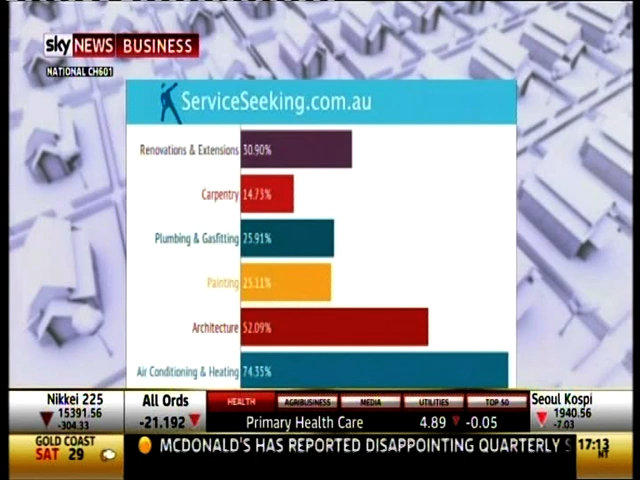 sky NEWS BUSINESS
NATIONAL CH601
ServiceSeeking.com.au
Renovations & Extensions 30.90%
Carpentry 14.73%
Plumbing & Gasfitting 25.91%
Painting 25.11%
Architecture 52.09%
Air Conditioning & Heating 74.35%
Nikkei 225
15391.56
-304.33
All Ords
-21.192
HEALTH AGRIBUSINESS MEDIA UTILITIES TOP 50
Primary Health Care 4.89 -0.05
Seoul Kospi
1940.56
-7.03
GOLD COAST
SAT 29
MCDONALD'S HAS REPORTED DISAPPOINTING QUARTERLY S
17:13
NT